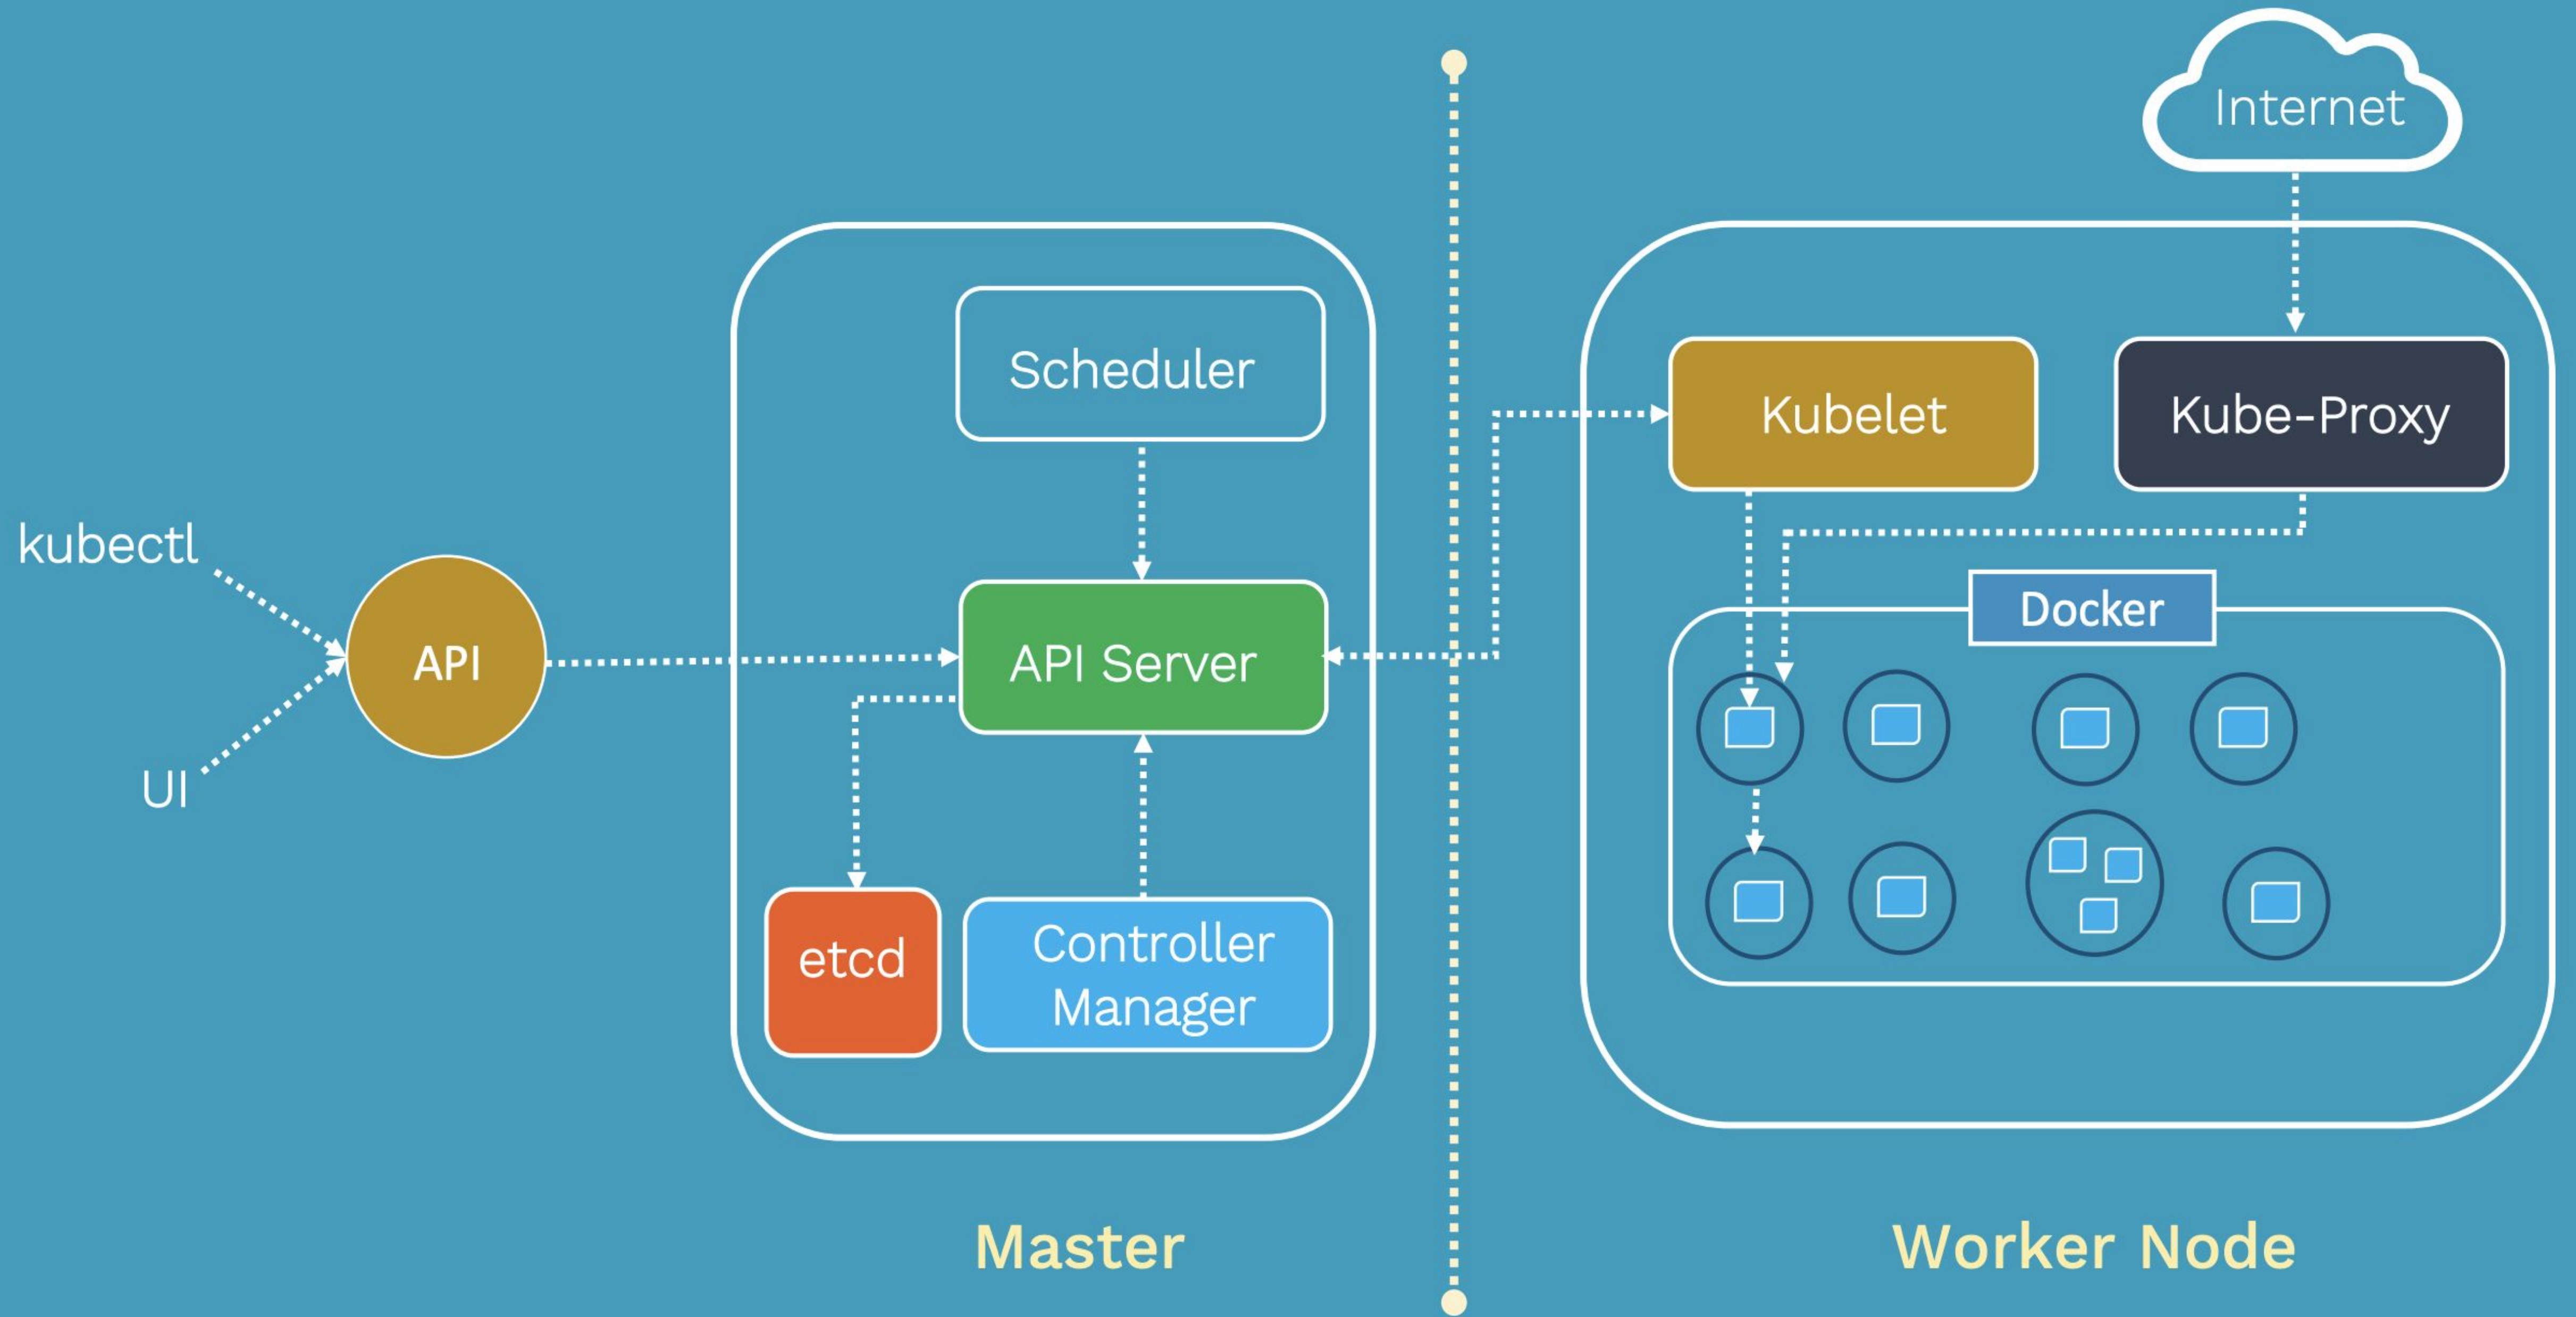 Internet
Scheduler
Kubelet
Kube-Proxy
kubectl
API
API Server
Docker
UI
etcd
Controller
Manager
Master
Worker Node